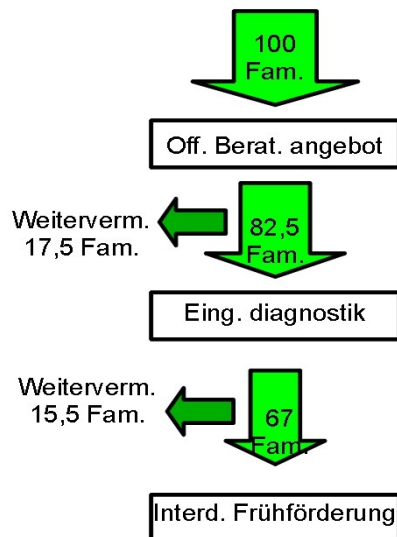 100
Fam.
Off. Berat. angebot
Weiterverm.
17,5 Fam.
82,5
Fam.
Eing. diagnostik
Weiterverm.
15,5 Fam.
67
Fam.
Interd. Frühförderung